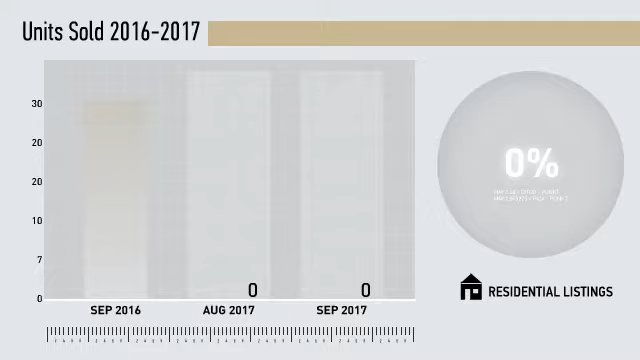 Units Sold 2016-2017
30
20
20
10
7
0
0%
0
0
SEP 2016
AUG 2017
SEP 2017
RESIDENTIAL LISTINGS